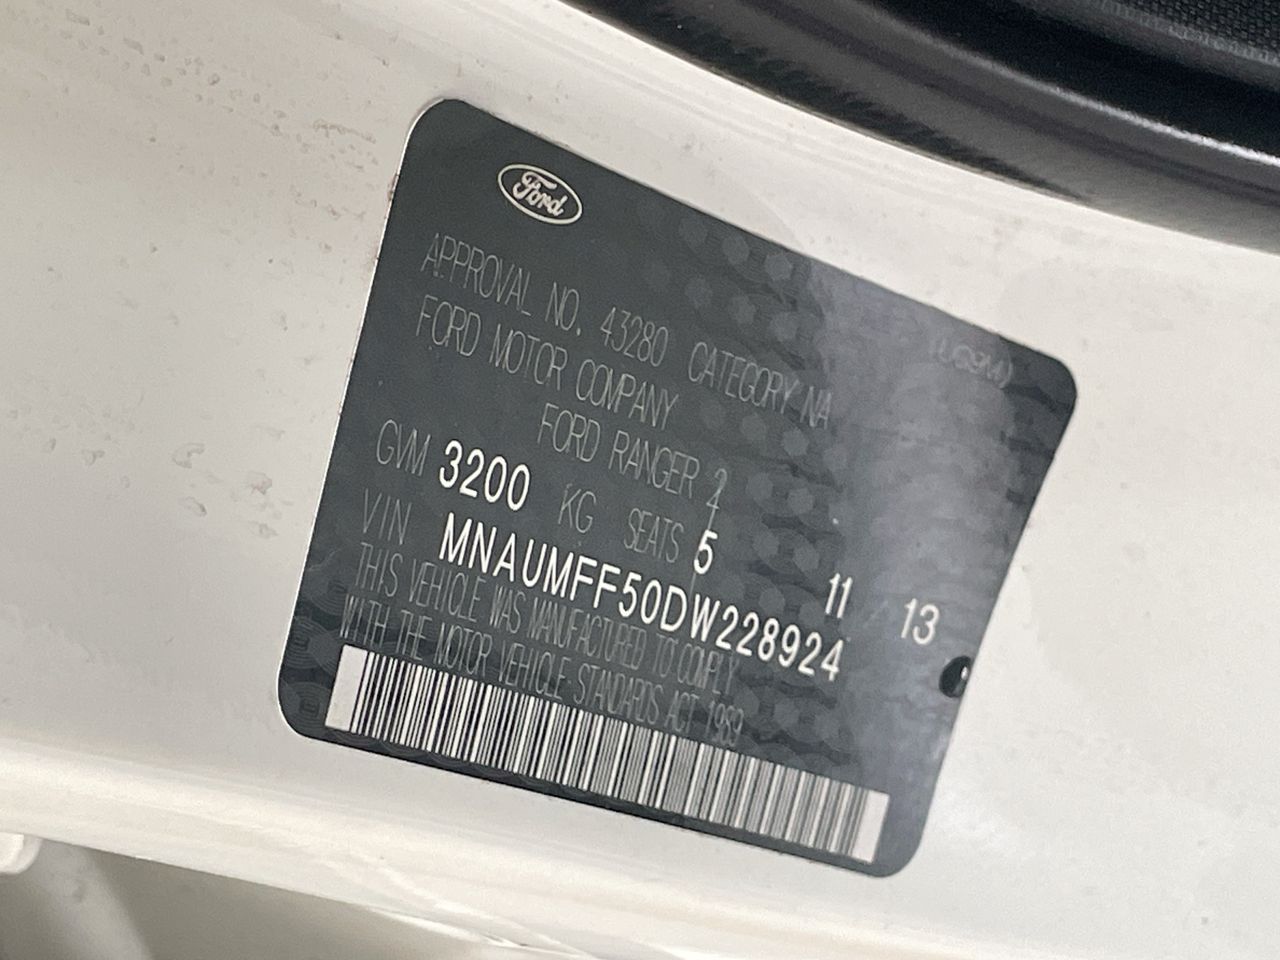 Ford
(UG9M)
APPROVAL NO. 43280 CATEGORY NA
FORD MOTOR COMPANY
FORD RANGER 2
GVM 3200 KG SEATS 5 11 / 13
VIN MNAUMFF50DW228924
THIS VEHICLE WAS MANUFACTURED TO COMPLY
WITH THE MOTOR VEHICLE STANDARDS ACT 1989